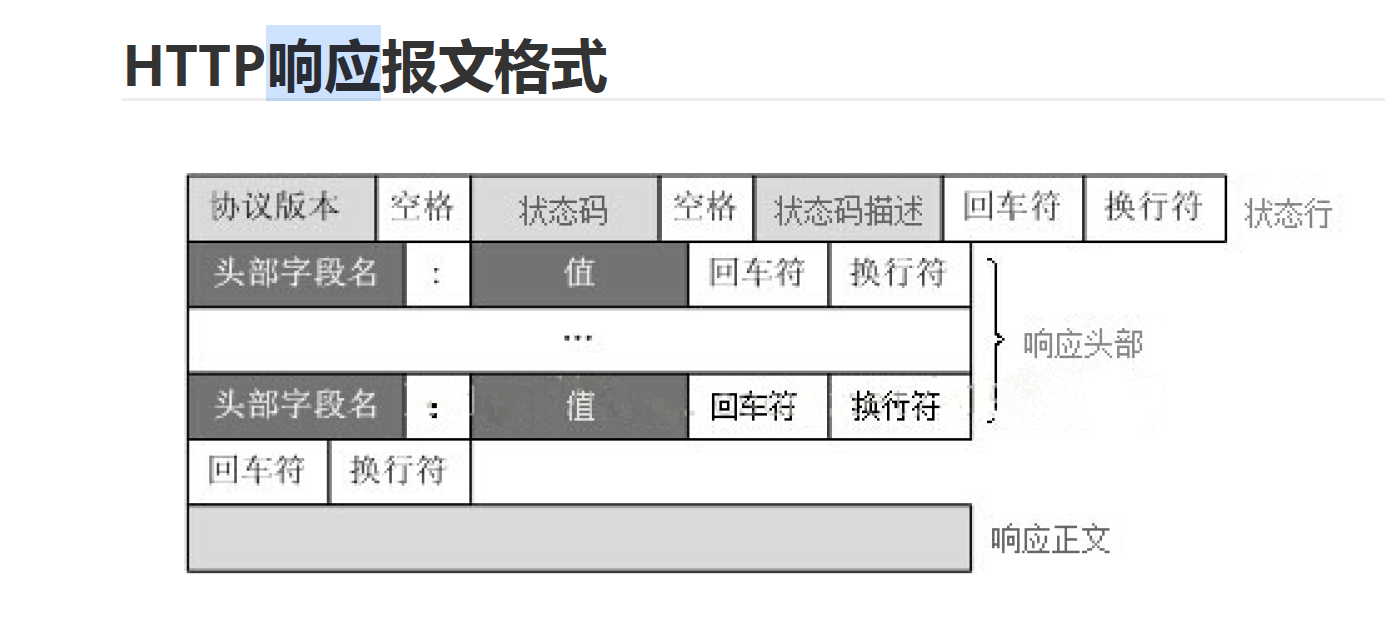 HTTP响应报文格式
协议版本 空格 状态码 空格 状态码描述 回车符 换行符 状态行
头部字段名 : 值 回车符 换行符
...
响应头部
头部字段名 : 值 回车符 换行符
回车符 换行符
响应正文